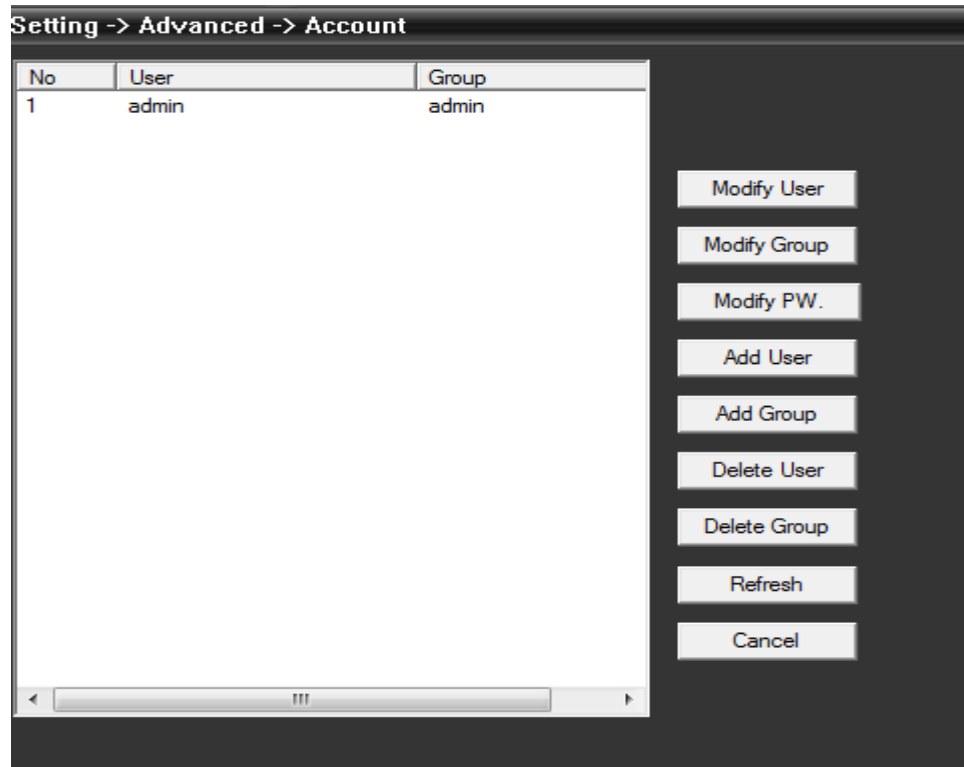 Setting -> Advanced -> Account
No User Group
1 admin admin
Modify User
Modify Group
Modify PW.
Add User
Add Group
Delete User
Delete Group
Refresh
Cancel